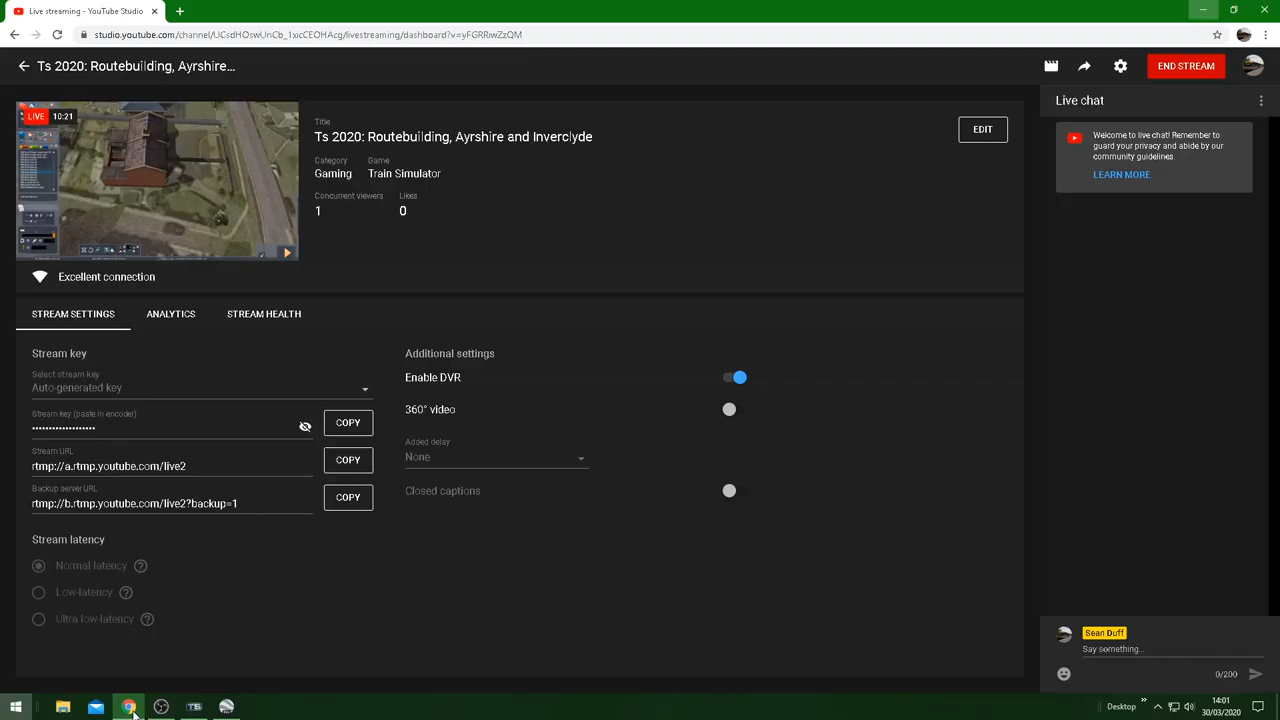 Live streaming - YouTube Studio
studio.youtube.com/channel/UCsdHOswUnCb_1xicCEOHAcg/livestreaming/dashboard?v=yFGRRiwZzQM
Ts 2020: Routebuilding, Ayrshire...
END STREAM
LIVE 10:21
Title
Ts 2020: Routebuilding, Ayrshire and Inverclyde
EDIT
Category Game
Gaming Train Simulator
Concurrent viewers Likes
1 0
Excellent connection
STREAM SETTINGS ANALYTICS STREAM HEALTH
Stream key
Select stream key
Auto-generated key
Stream key (paste in encoder)
•••••••••••••••••••
COPY
Stream URL
rtmp://a.rtmp.youtube.com/live2
COPY
Backup server URL
rtmp://b.rtmp.youtube.com/live2?backup=1
COPY
Stream latency
Normal latency
Low-latency
Ultra low-latency
Additional settings
Enable DVR
360° video
Added delay
None
Closed captions
Live chat
Welcome to live chat! Remember to
guard your privacy and abide by our
community guidelines.
LEARN MORE
Sean Duff
Say something...
0/200
TS
Desktop
14:01
30/03/2020